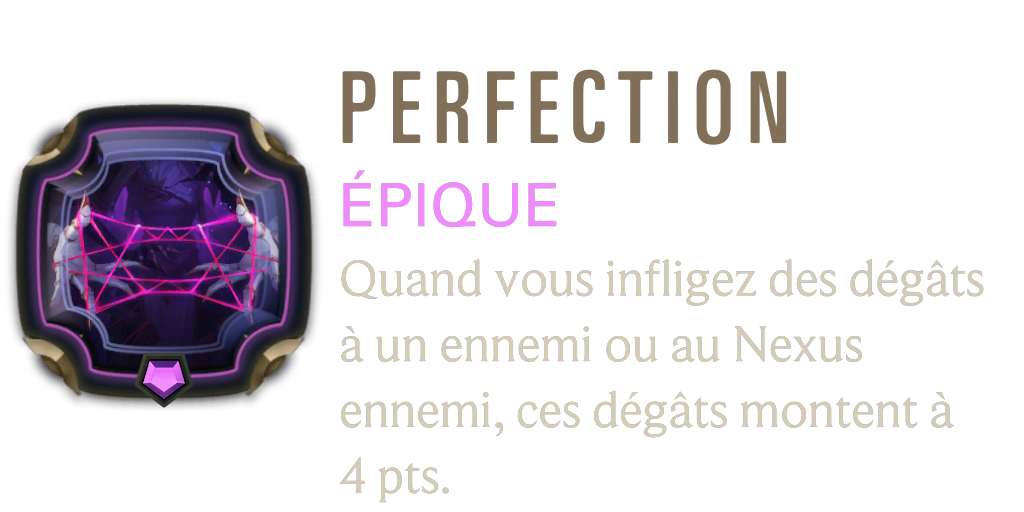 PERFECTION
ÉPIQUE
Quand vous infligez des dégâts
à un ennemi ou au Nexus
ennemi, ces dégâts montent à
4 pts.